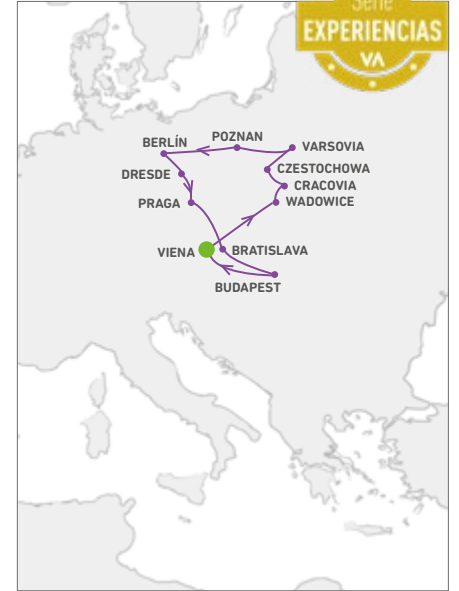 Serie
EXPERIENCIAS
VA
BERLÍN
POZNAN
VARSOVIA
DRESDE
CZESTOCHOWA
CRACOVIA
PRAGA
WADOWICE
VIENA
BRATISLAVA
BUDAPEST